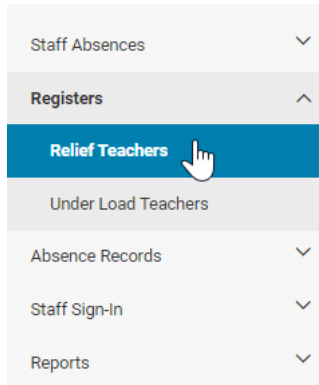 Staff Absences
Registers
Relief Teachers
Under Load Teachers
Absence Records
Staff Sign-In
Reports